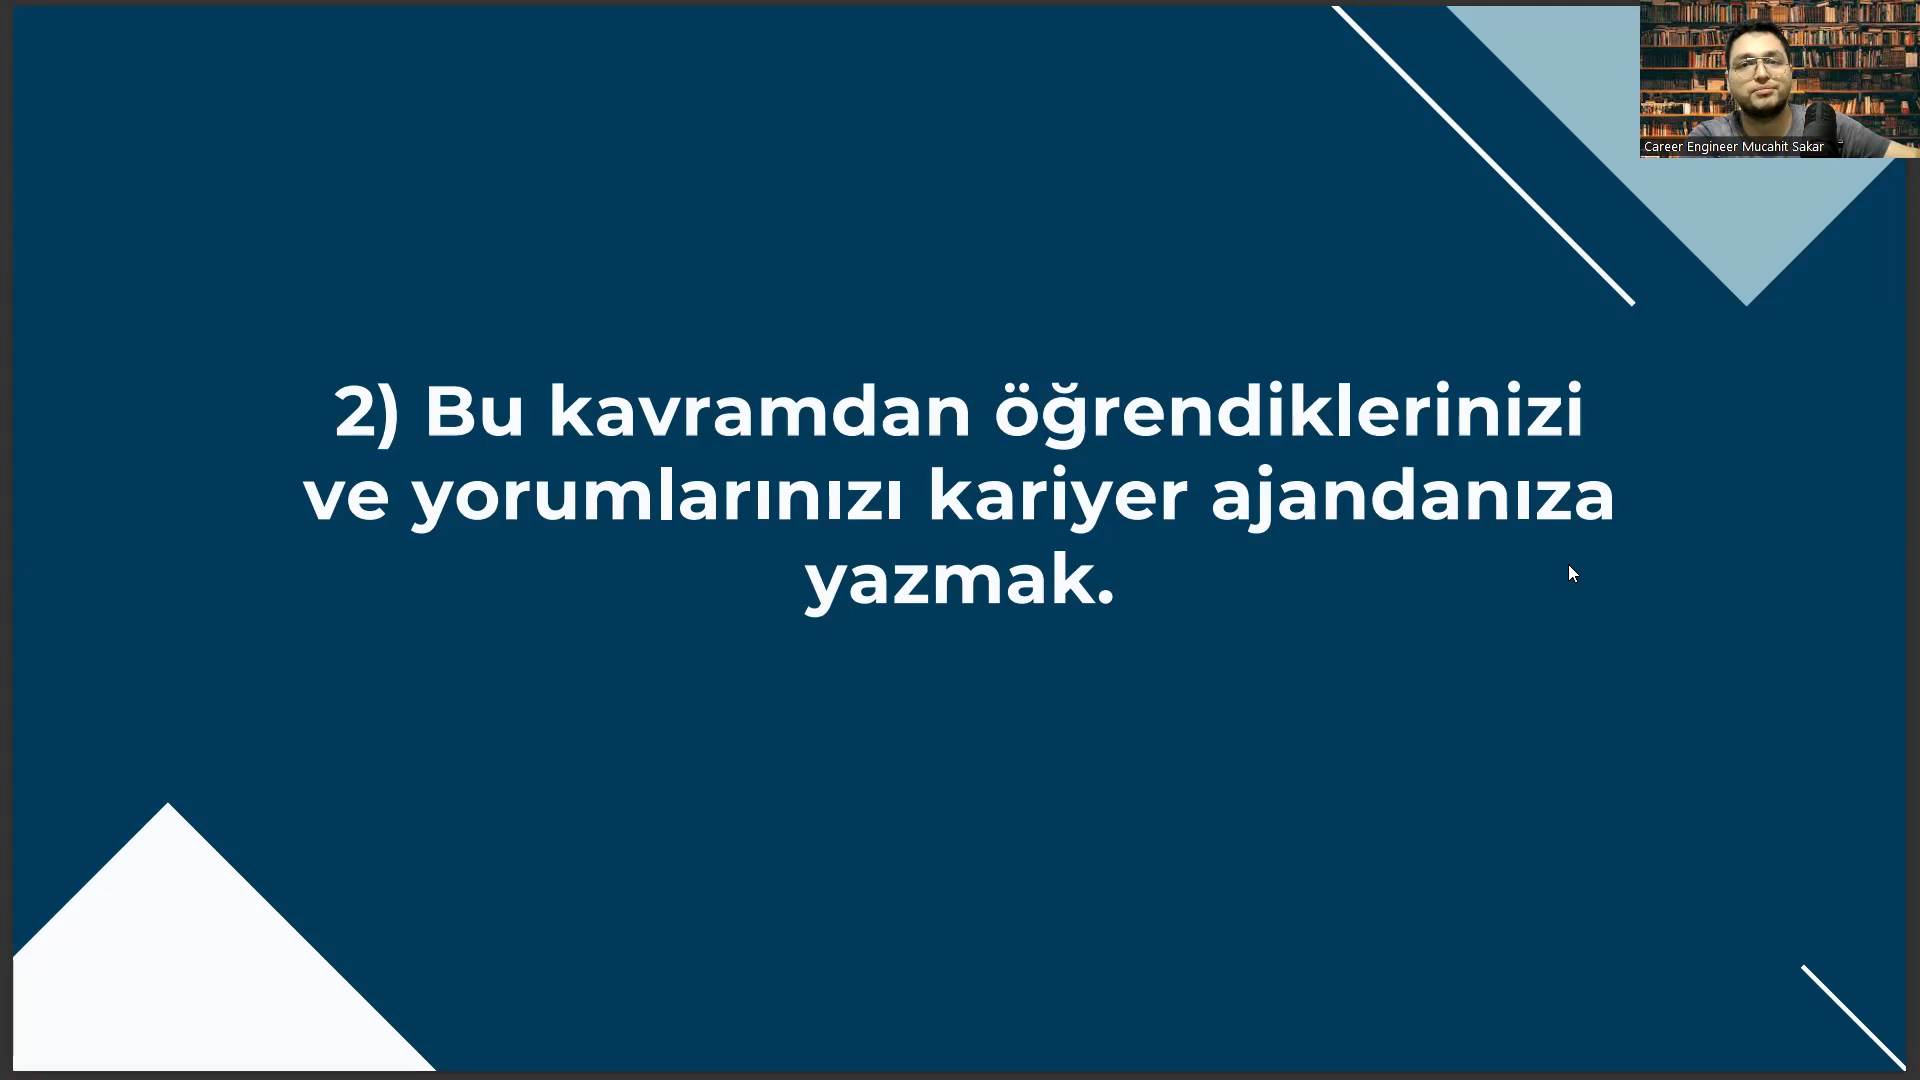 Career Engineer Mucahit Sakar
2) Bu kavramdan öğrendiklerinizi
ve yorumlarınızı kariyer ajandanıza
yazmak.